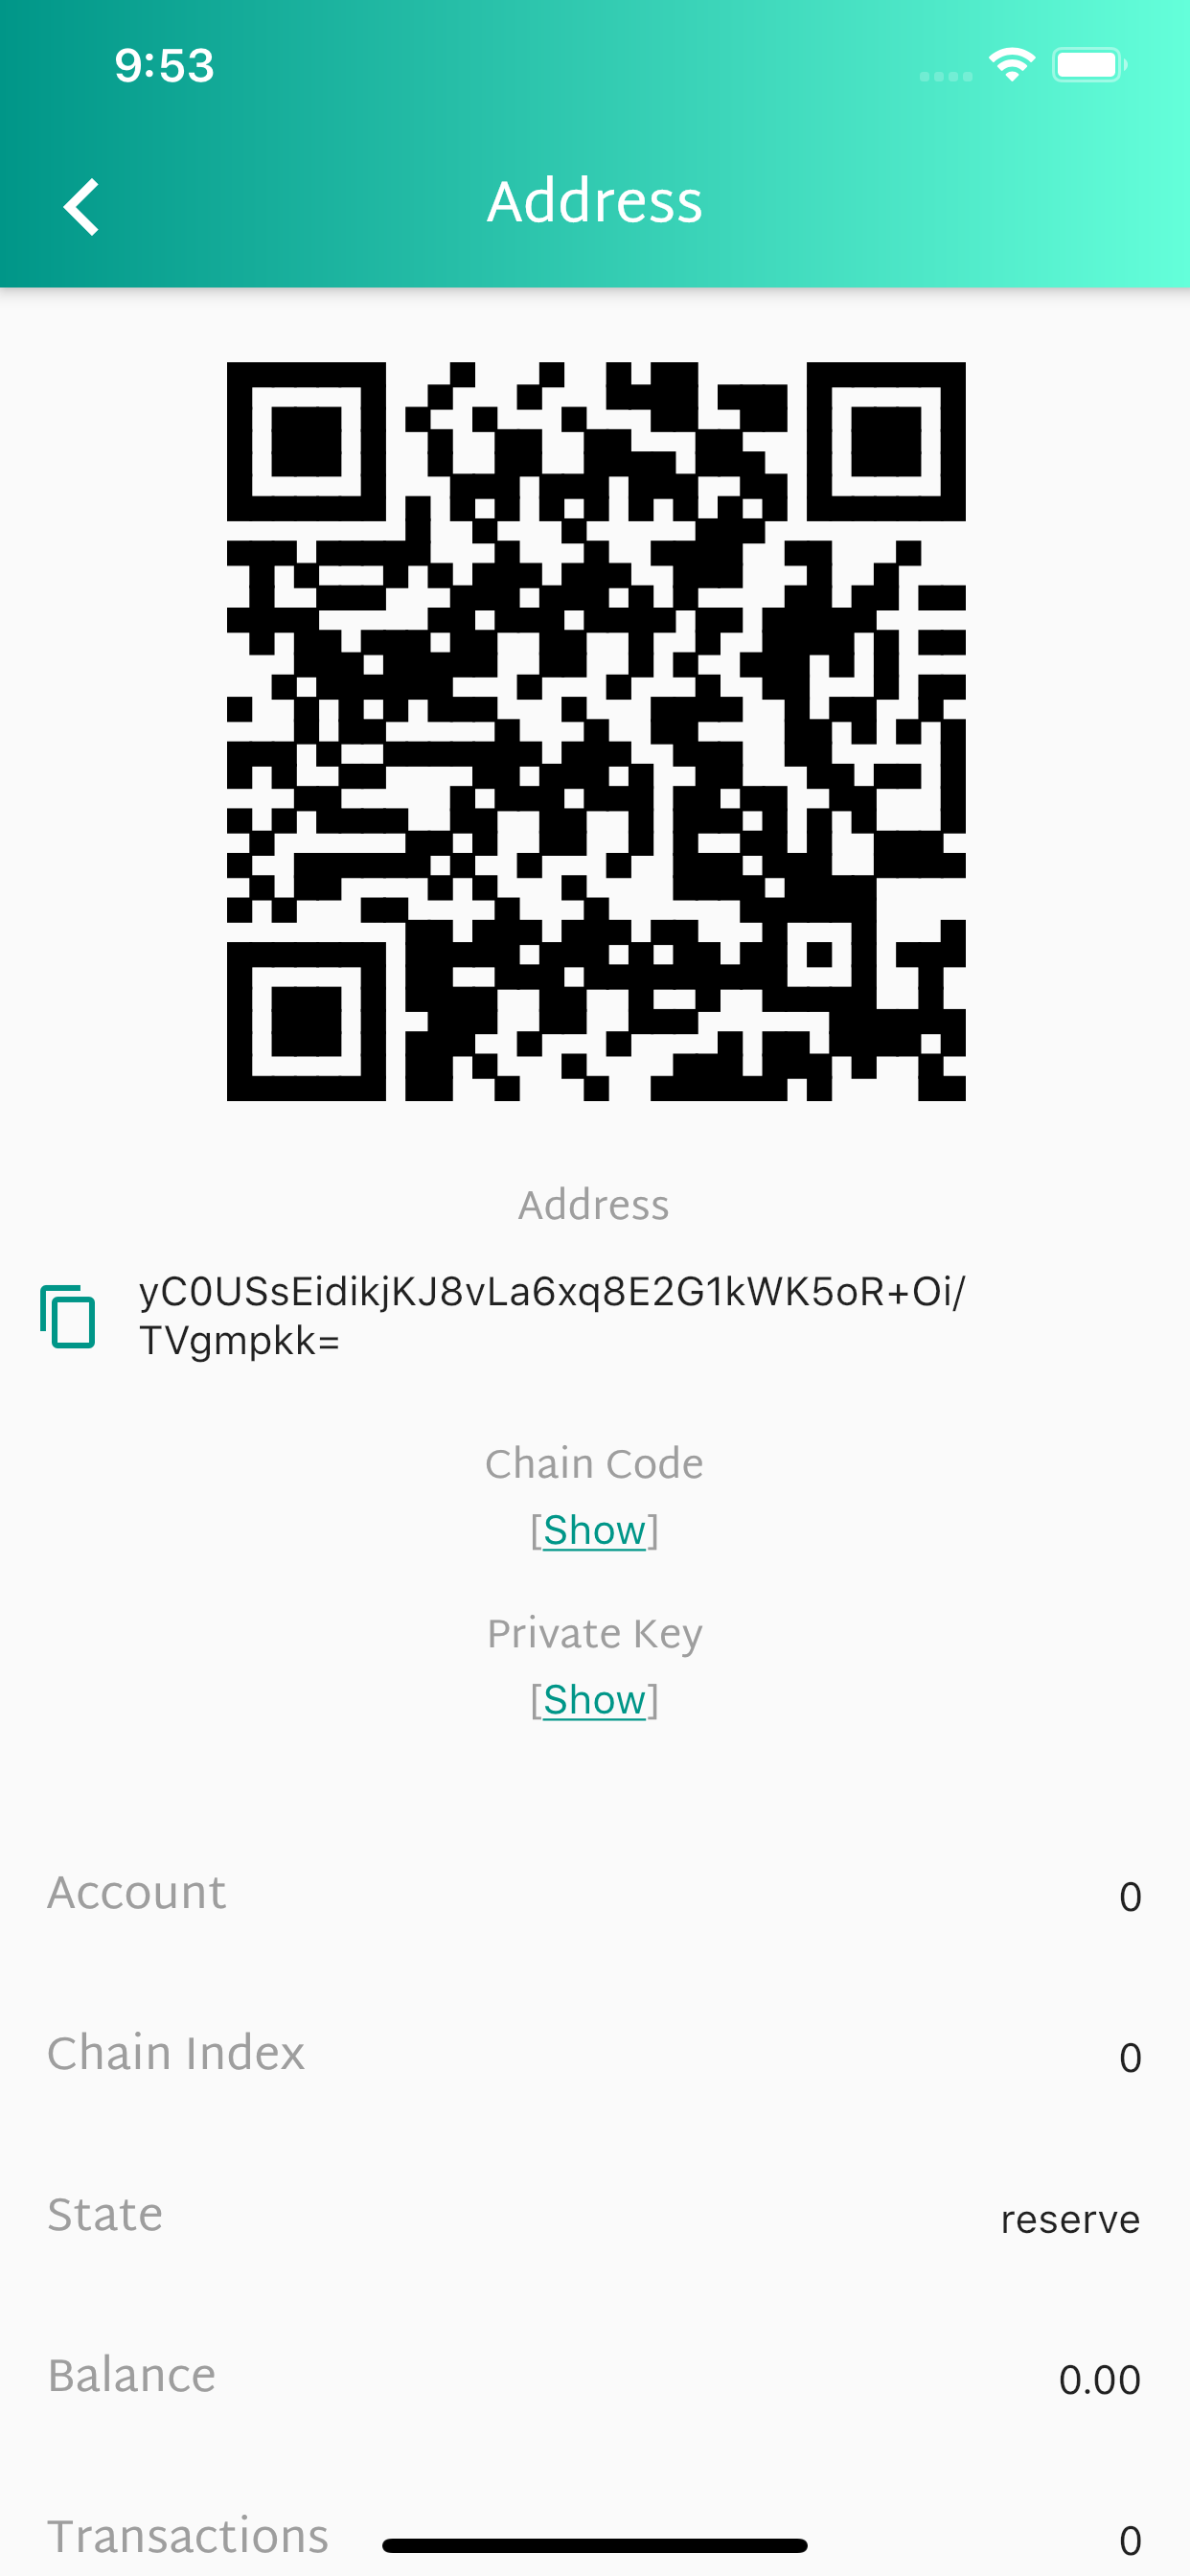 9:53
Address
Address
yC0USsEidikjKJ8vLa6xq8E2G1kWK5oR+Oi/
TVgmpkk=
Chain Code
[Show]
Private Key
[Show]
Account 0
Chain Index 0
State reserve
Balance 0.00
Transactions 0